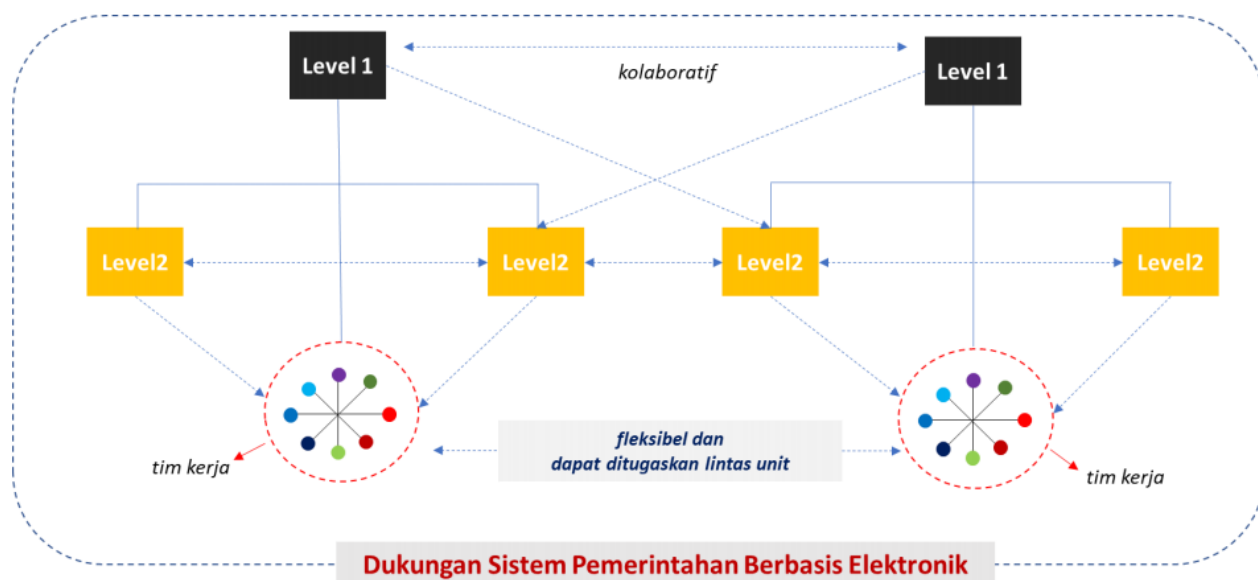 Level 1
Level 1
kolaboratif
Level2
Level2
Level2
Level2
fleksibel dan
dapat ditugaskan lintas unit
tim kerja
tim kerja
Dukungan Sistem Pemerintahan Berbasis Elektronik